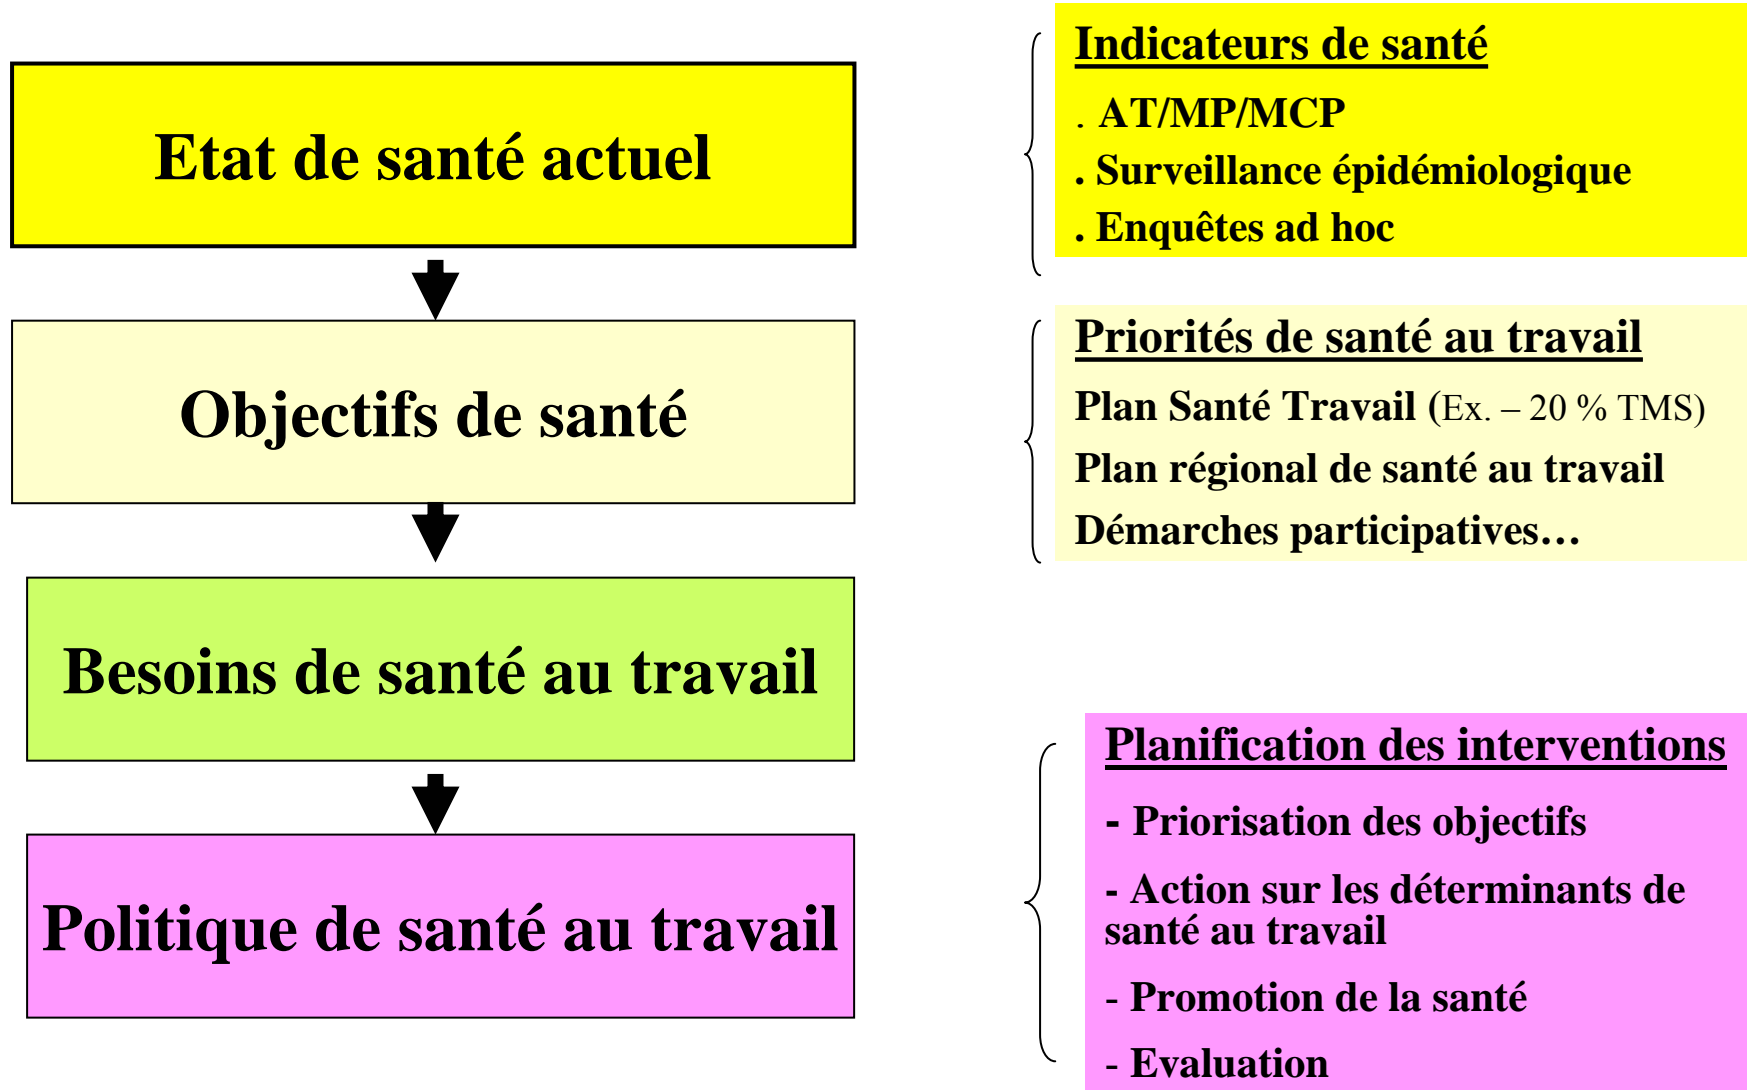 Etat de santé actuel
Indicateurs de santé
. AT/MP/MCP
. Surveillance épidémiologique
. Enquêtes ad hoc
Objectifs de santé
Priorités de santé au travail
Plan Santé Travail (Ex. – 20 % TMS)
Plan régional de santé au travail
Démarches participatives…
Besoins de santé au travail
Politique de santé au travail
Planification des interventions
- Priorisation des objectifs
- Action sur les déterminants de
santé au travail
- Promotion de la santé
- Evaluation